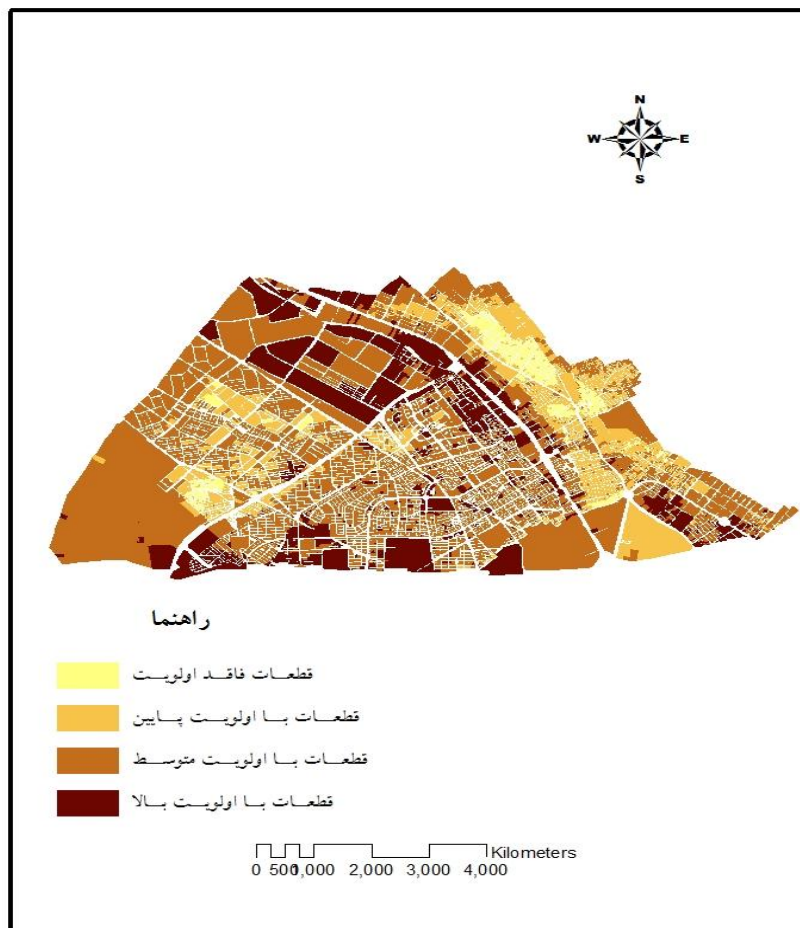 N
W E
S
راهنما
قطعات فاقد اولویت
قطعات با اولویت پایین
قطعات با اولویت متوسط
قطعات با اولویت بالا
Kilometers
0 500 1,000 2,000 3,000 4,000